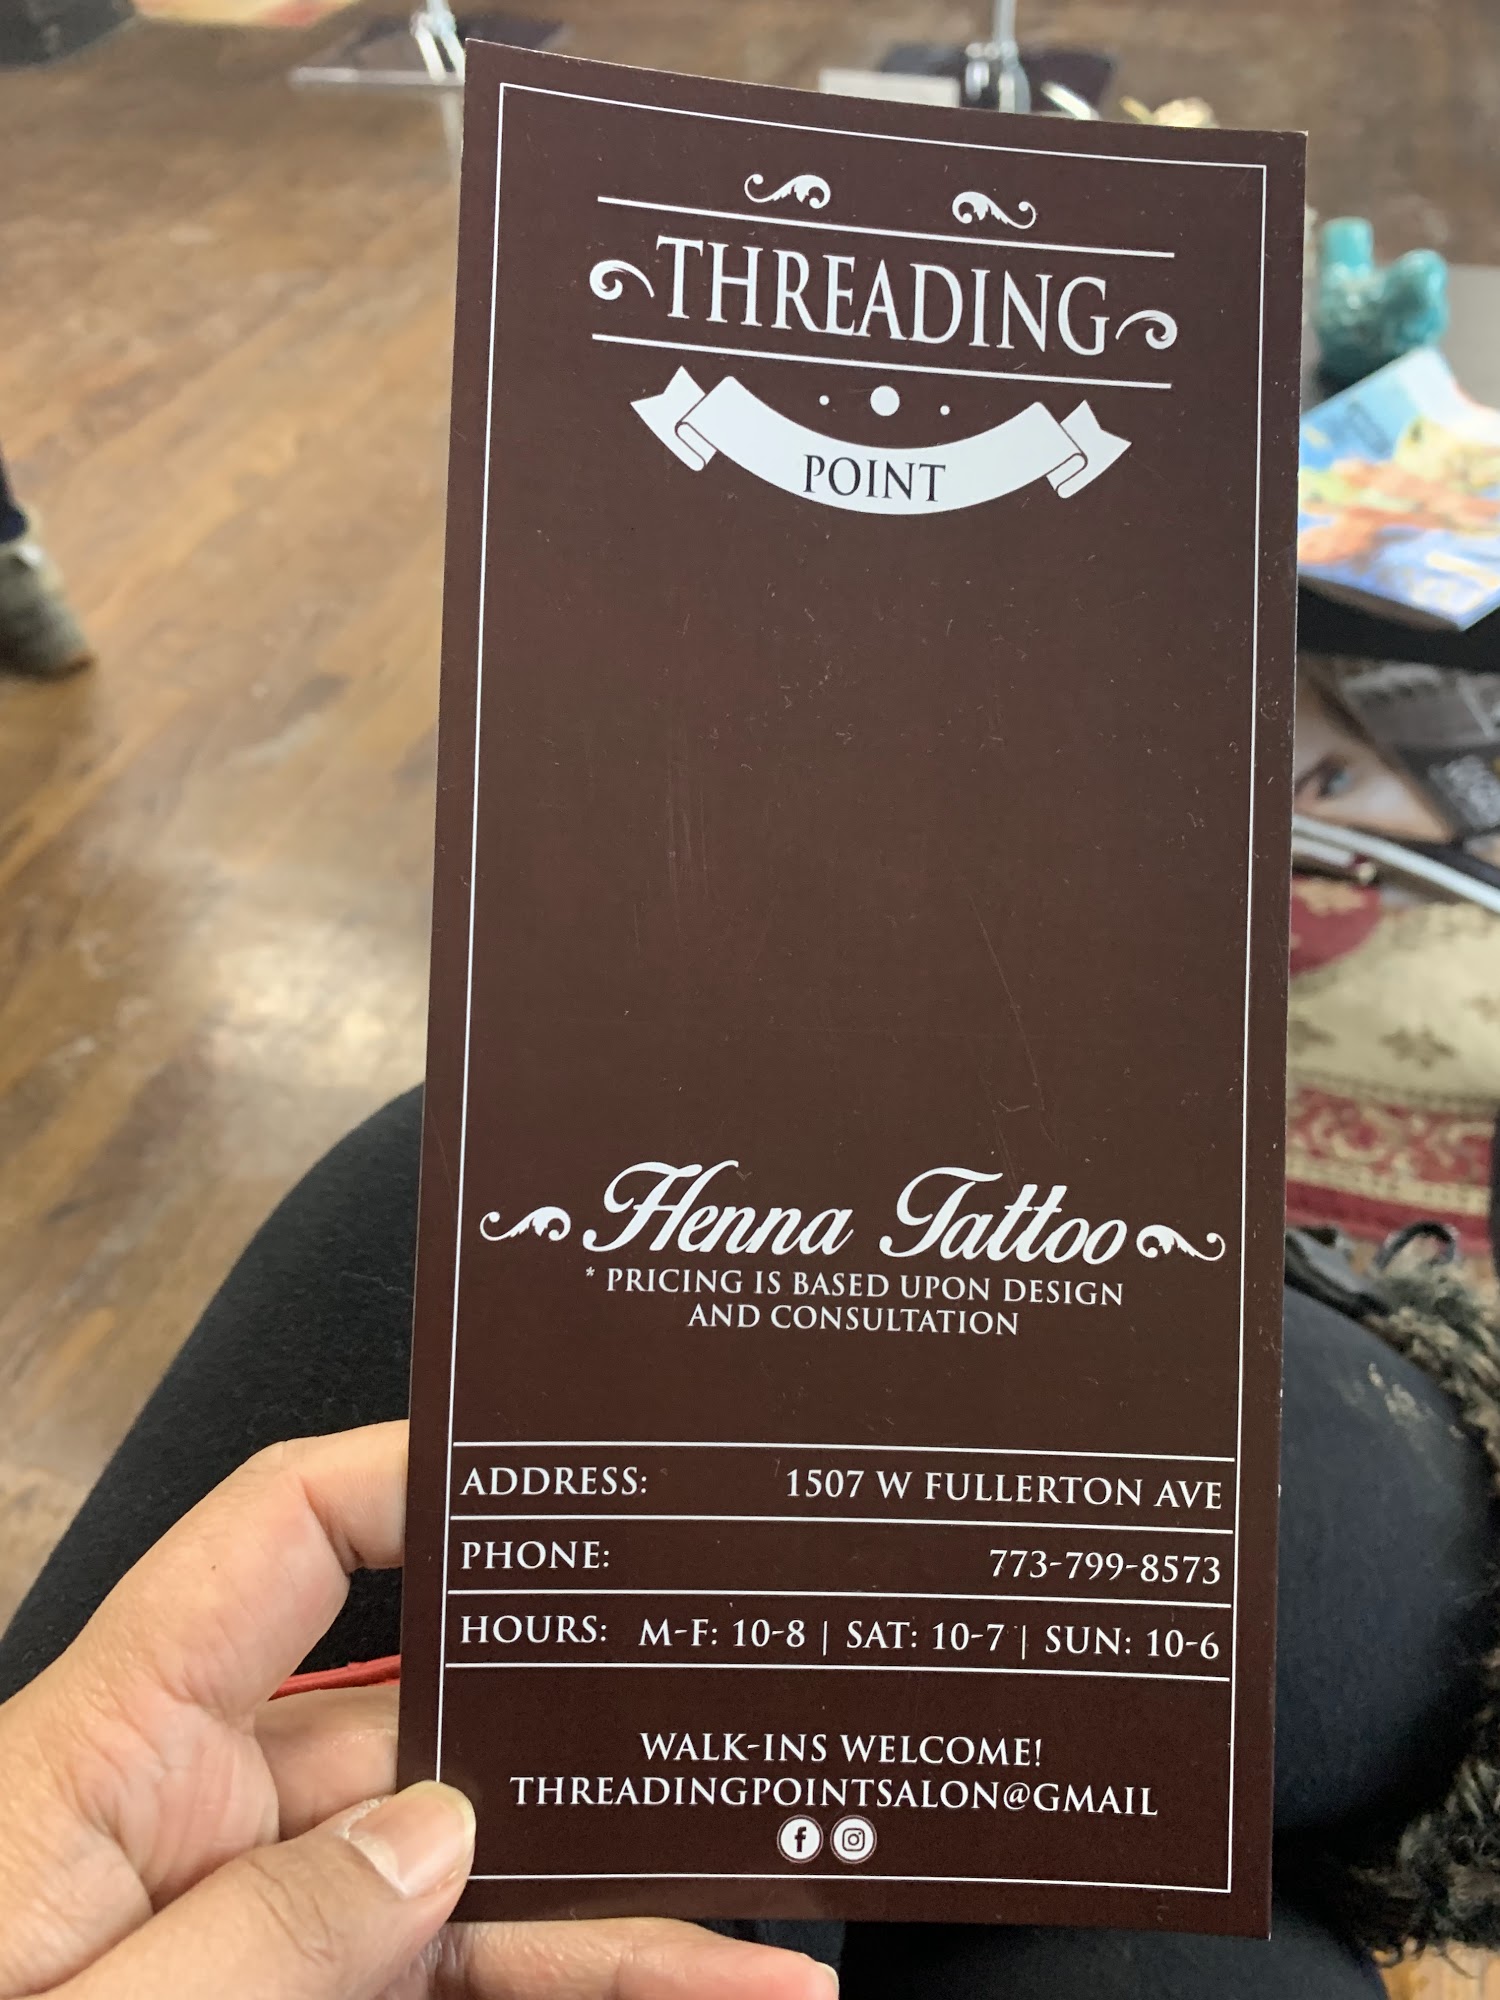 THREADING
POINT
Henna Tattoo
* PRICING IS BASED UPON DESIGN
AND CONSULTATION
ADDRESS: 1507 W FULLERTON AVE
PHONE: 773-799-8573
HOURS: M-F: 10-8 | SAT: 10-7 | SUN: 10-6
WALK-INS WELCOME!
THREADINGPOINTSALON@GMAIL